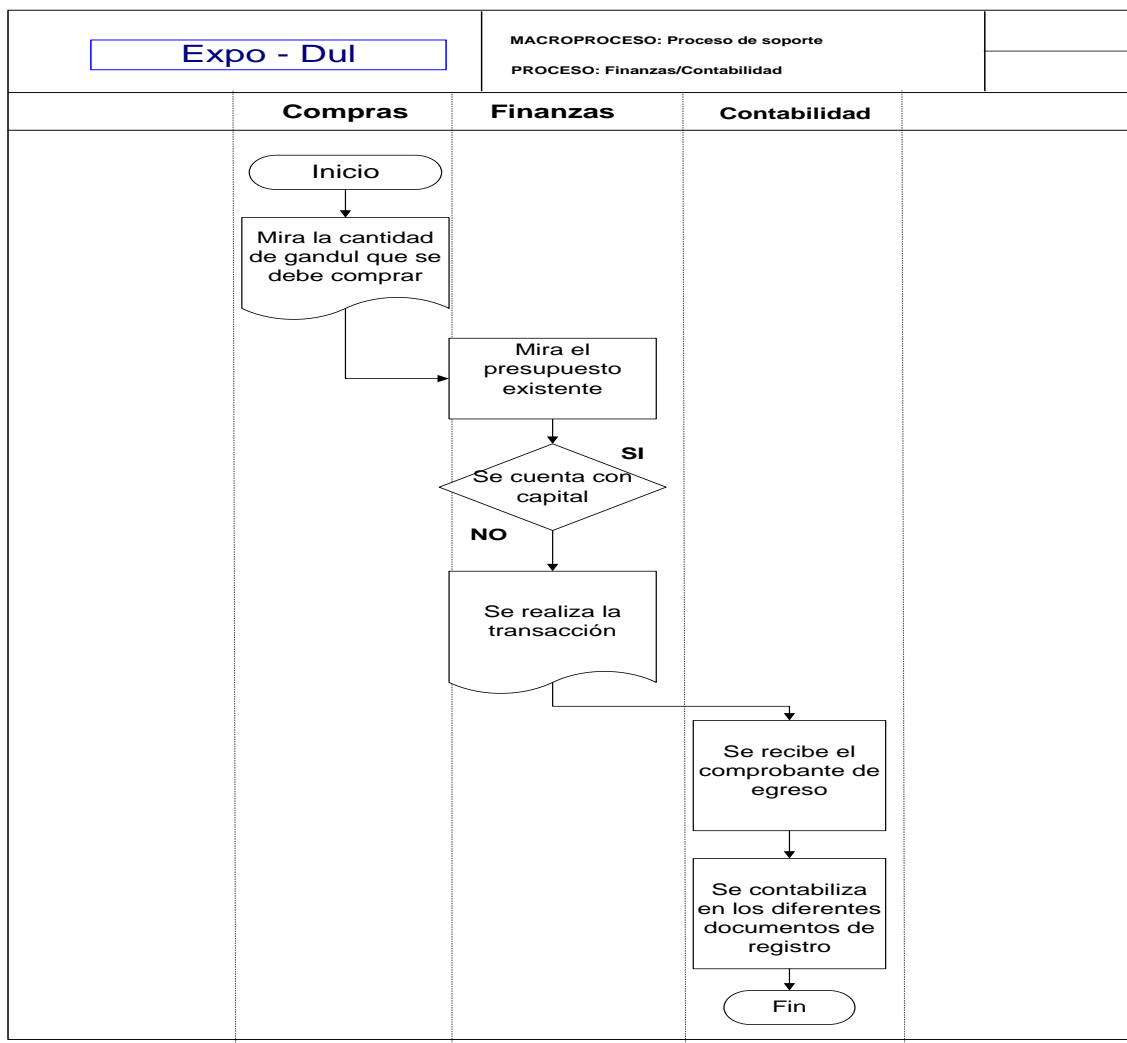 Expo - Dul
MACROPROCESO: Proceso de soporte
PROCESO: Finanzas/Contabilidad
Compras
Finanzas
Contabilidad
Inicio
Mira la cantidad
de gandul que se
debe comprar
Mira el
presupuesto
existente
SI
Se cuenta con
capital
NO
Se realiza la
transacción
Se recibe el
comprobante de
egreso
Se contabiliza
en los diferentes
documentos de
registro
Fin